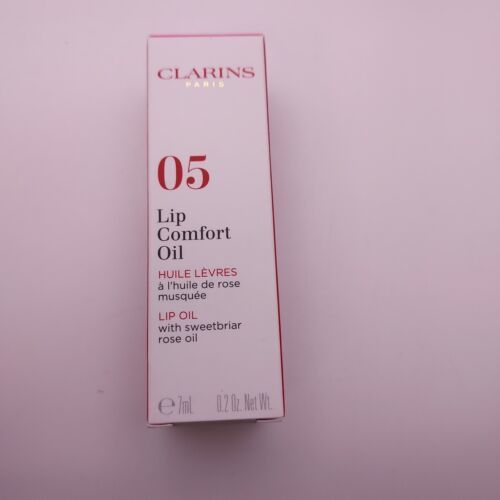 CLARINS
PARIS
05
Lip
Comfort
Oil
HUILE LÈVRES
à l'huile de rose
musquée
LIP OIL
with sweetbriar
rose oil
℮ 7mL 0.2 Oz. Net Wt.